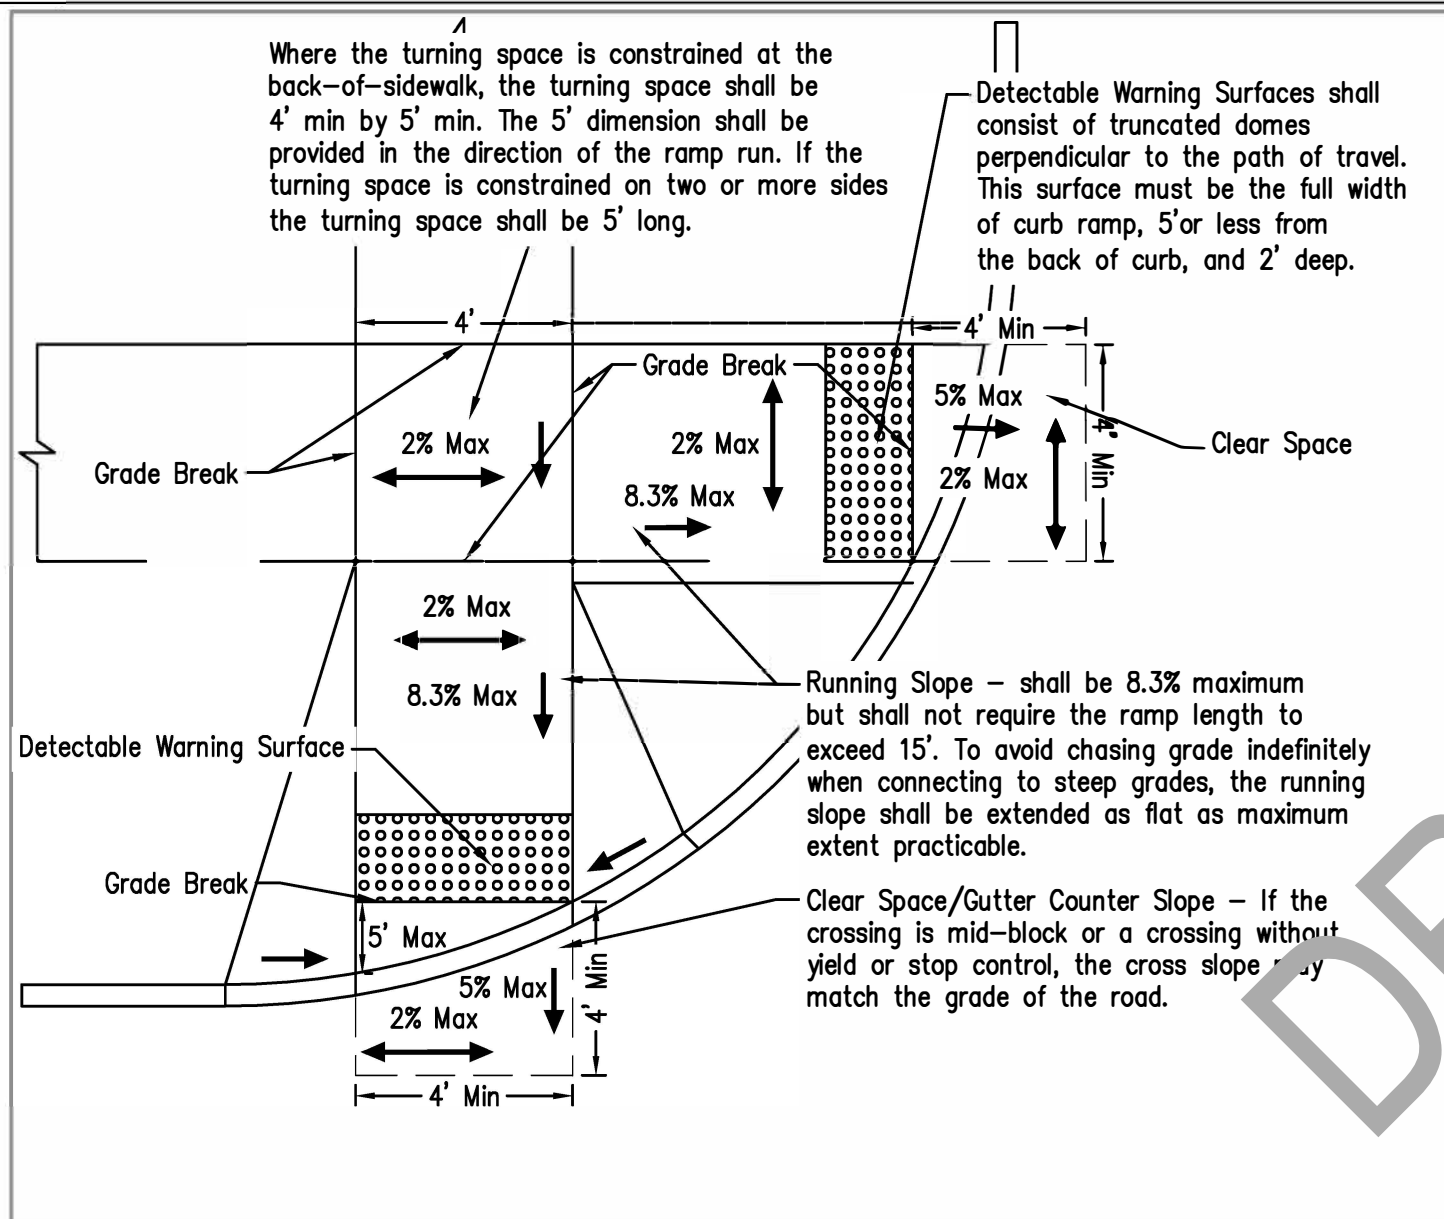 Where the turning space is constrained at the
back-of-sidewalk, the turning space shall be
4' min by 5' min. The 5' dimension shall be
provided in the direction of the ramp run. If the
turning space is constrained on two or more sides
the turning space shall be 5' long.
Detectable Warning Surfaces shall
consist of truncated domes
perpendicular to the path of travel.
This surface must be the full width
of curb ramp, 5'or less from
the back of curb, and 2' deep.
4'
4' Min
Grade Break
5% Max
4' Min
2% Max
2% Max
Clear Space
Grade Break
8.3% Max
2% Max
2% Max
8.3% Max
Running Slope - shall be 8.3% maximum
but shall not require the ramp length to
exceed 15'. To avoid chasing grade indefinitely
when connecting to steep grades, the running
slope shall be extended as flat as maximum
extent practicable.
Detectable Warning Surface
Grade Break
Clear Space/Gutter Counter Slope - If the
crossing is mid-block or a crossing without
yield or stop control, the cross slope may
match the grade of the road.
5' Max
5% Max
4' Min
2% Max
4' Min